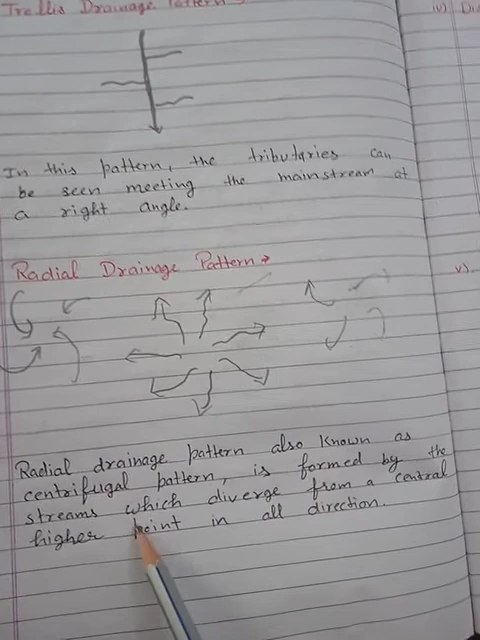 Trellis Drainage Pattern
iv) Di
In this pattern, the tributaries can
be seen meeting the mainstream at
a right angle.
Radial Drainage Pattern →
v).
Radial drainage pattern also known as
centrifugal pattern, is formed by the
streams which diverge from a central
higher point in all direction.